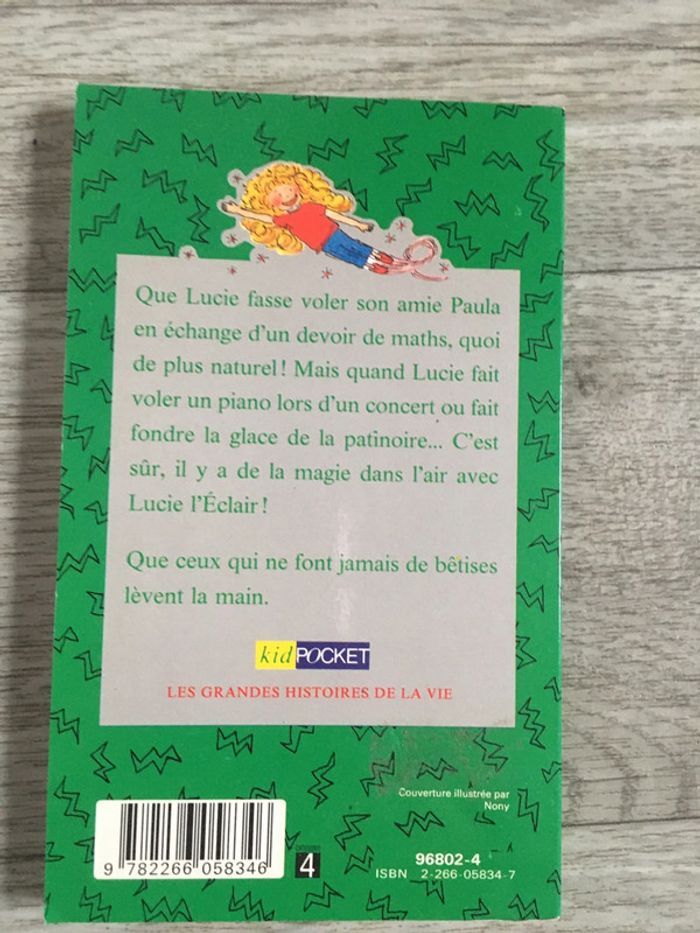 Que Lucie fasse voler son amie Paula
en échange d'un devoir de maths, quoi
de plus naturel ! Mais quand Lucie fait
voler un piano lors d'un concert ou fait
fondre la glace de la patinoire... C'est
sûr, il y a de la magie dans l'air avec
Lucie l'Éclair !
Que ceux qui ne font jamais de bêtises
lèvent la main.
kid POCKET
LES GRANDES HISTOIRES DE LA VIE
Couverture illustrée par
Nony
9 782266 058346
CATÉGORIE
4
96802-4
ISBN 2-266-05834-7